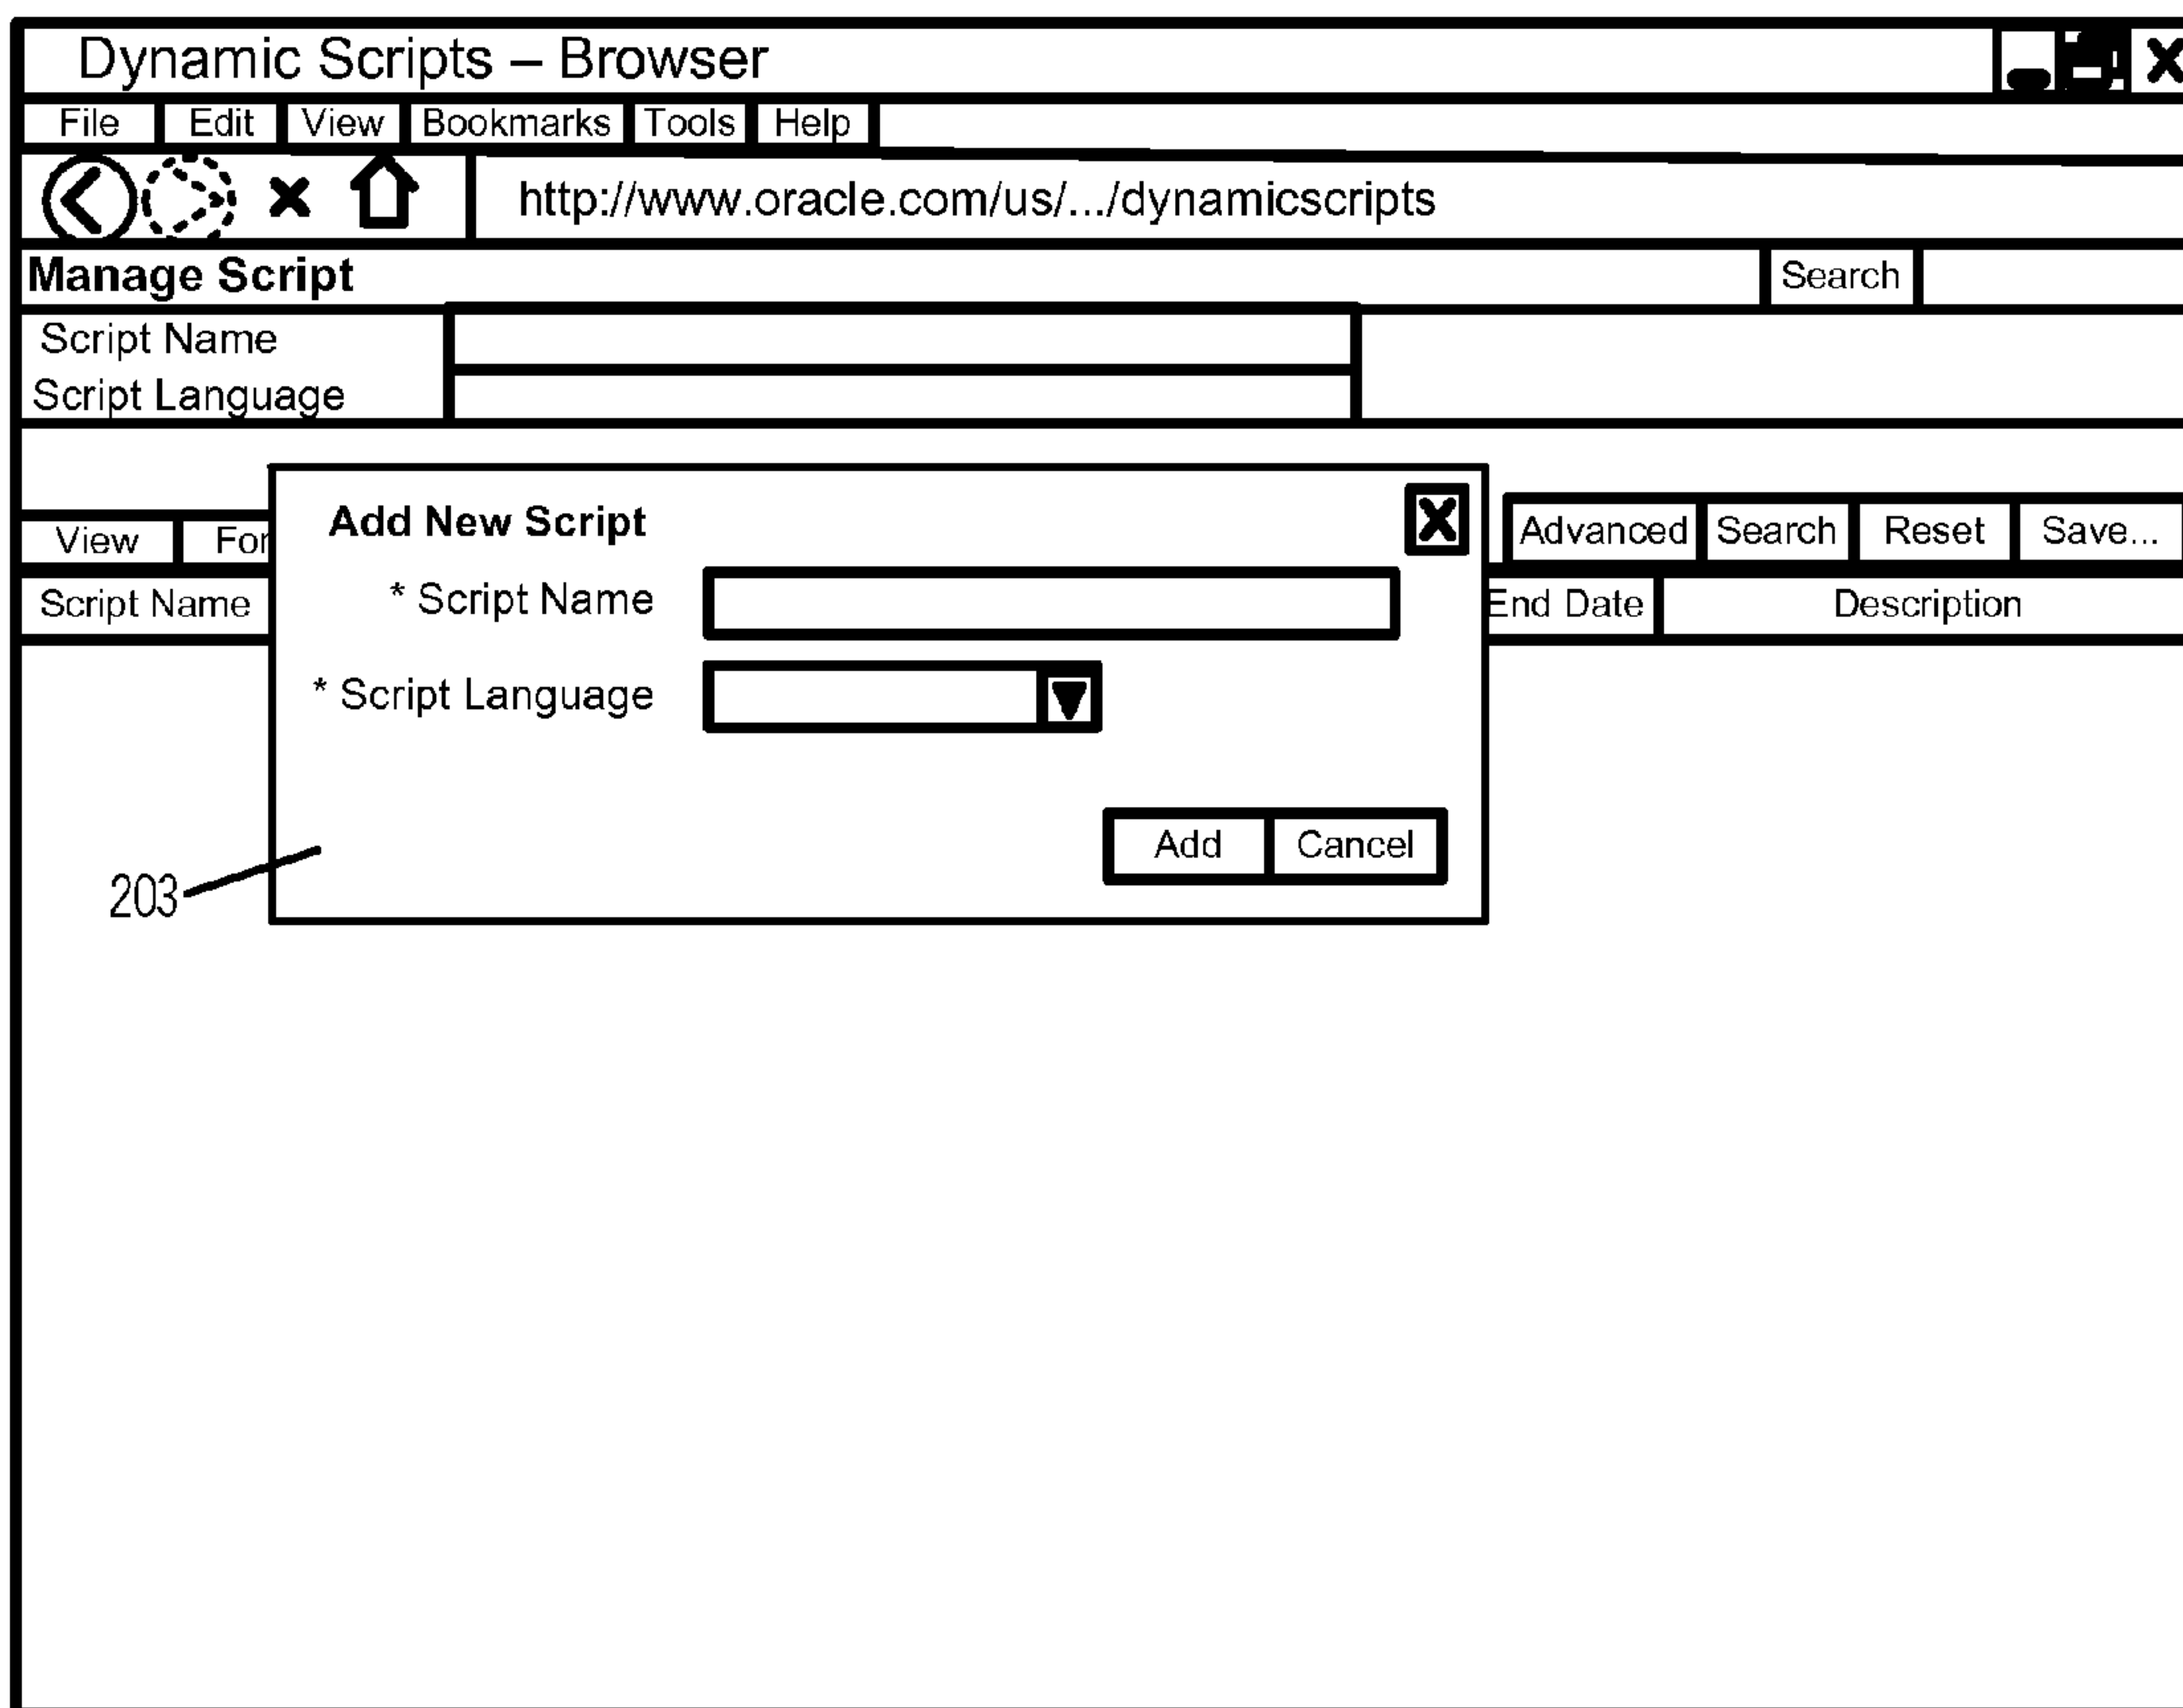 Dynamic Scripts – Browser
File Edit View Bookmarks Tools Help
http://www.oracle.com/us/.../dynamicscripts
Manage Script Search
Script Name
Script Language
Add New Script
View For Advanced Search Reset Save...
* Script Name
Script Name End Date Description
* Script Language
Add Cancel
203